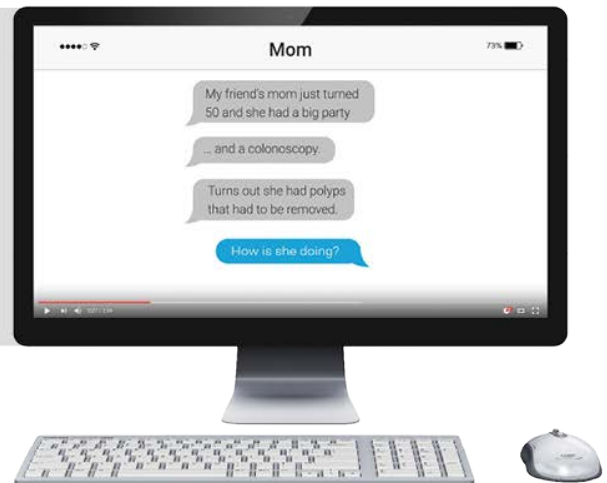 Mom
73%
My friend's mom just turned
50 and she had a big party
... and a colonoscopy.
Turns out she had polyps
that had to be removed.
How is she doing?